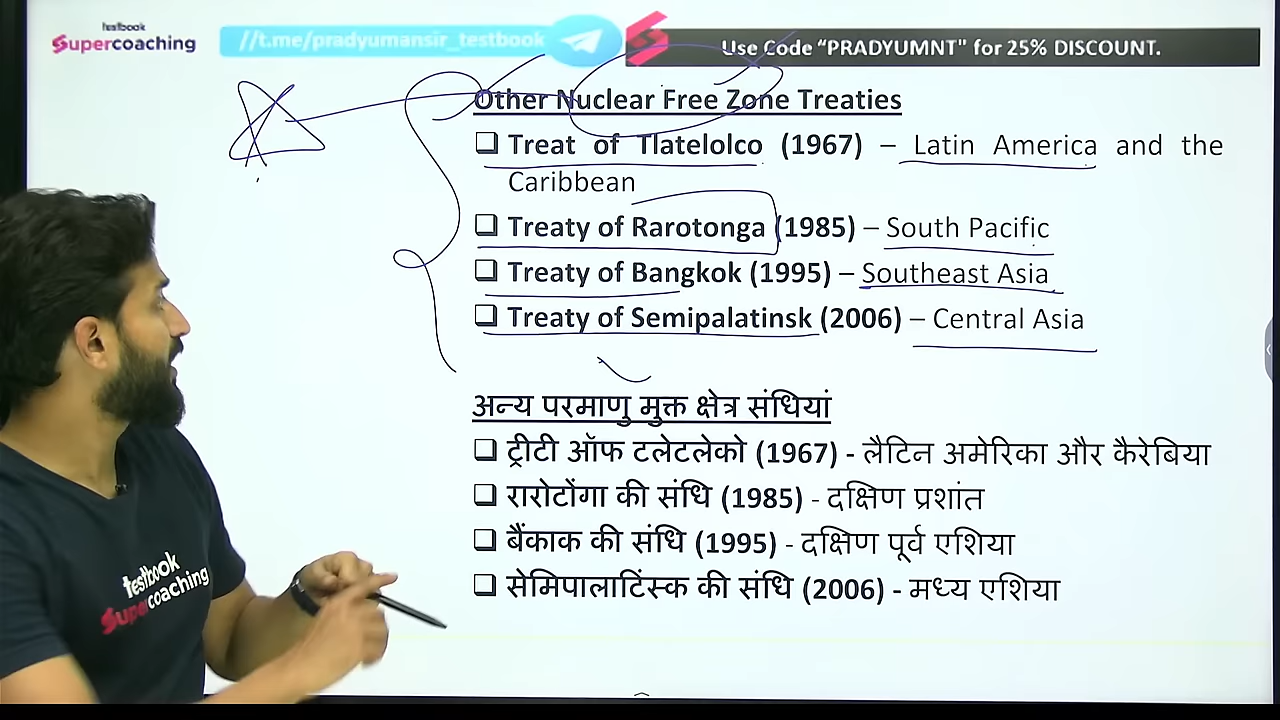 testbook
Supercoaching
//t.me/pradyumansir_testbook
Use Code “PRADYUMNT" for 25% DISCOUNT.
Other Nuclear Free Zone Treaties
❑ Treat of Tlatelolco (1967) – Latin America and the
Caribbean
❑ Treaty of Rarotonga (1985) – South Pacific
❑ Treaty of Bangkok (1995) – Southeast Asia
❑ Treaty of Semipalatinsk (2006) – Central Asia
अन्य परमाणु मुक्त क्षेत्र संधियां
❑ ट्रीटी ऑफ टलेटलेको (1967) - लैटिन अमेरिका और कैरेबिया
❑ रारोटोंगा की संधि (1985) - दक्षिण प्रशांत
❑ बैंकाक की संधि (1995) - दक्षिण पूर्व एशिया
❑ सेमिपालाटिंस्क की संधि (2006) - मध्य एशिया
testbook
Supercoaching